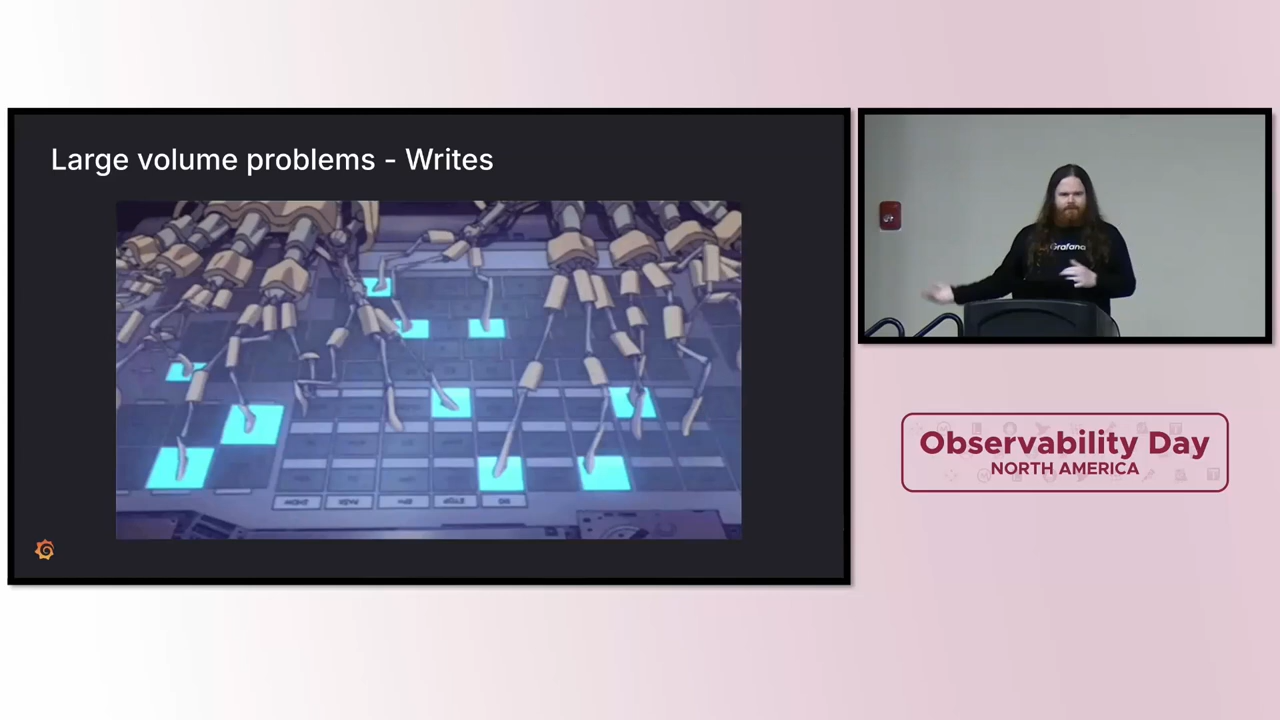 Large volume problems - Writes
Grafana
Observability Day
NORTH AMERICA